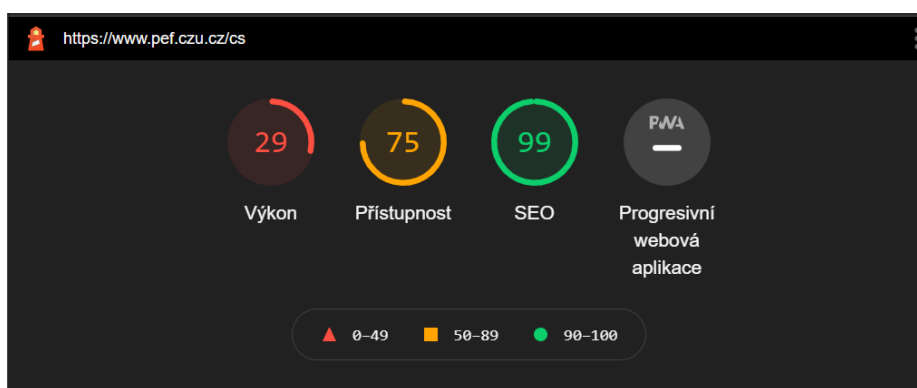 https://www.pef.czu.cz/cs
29
75
99
PWA
Výkon
Přístupnost
SEO
Progresivní
webová
aplikace
0–49
50–89
90–100